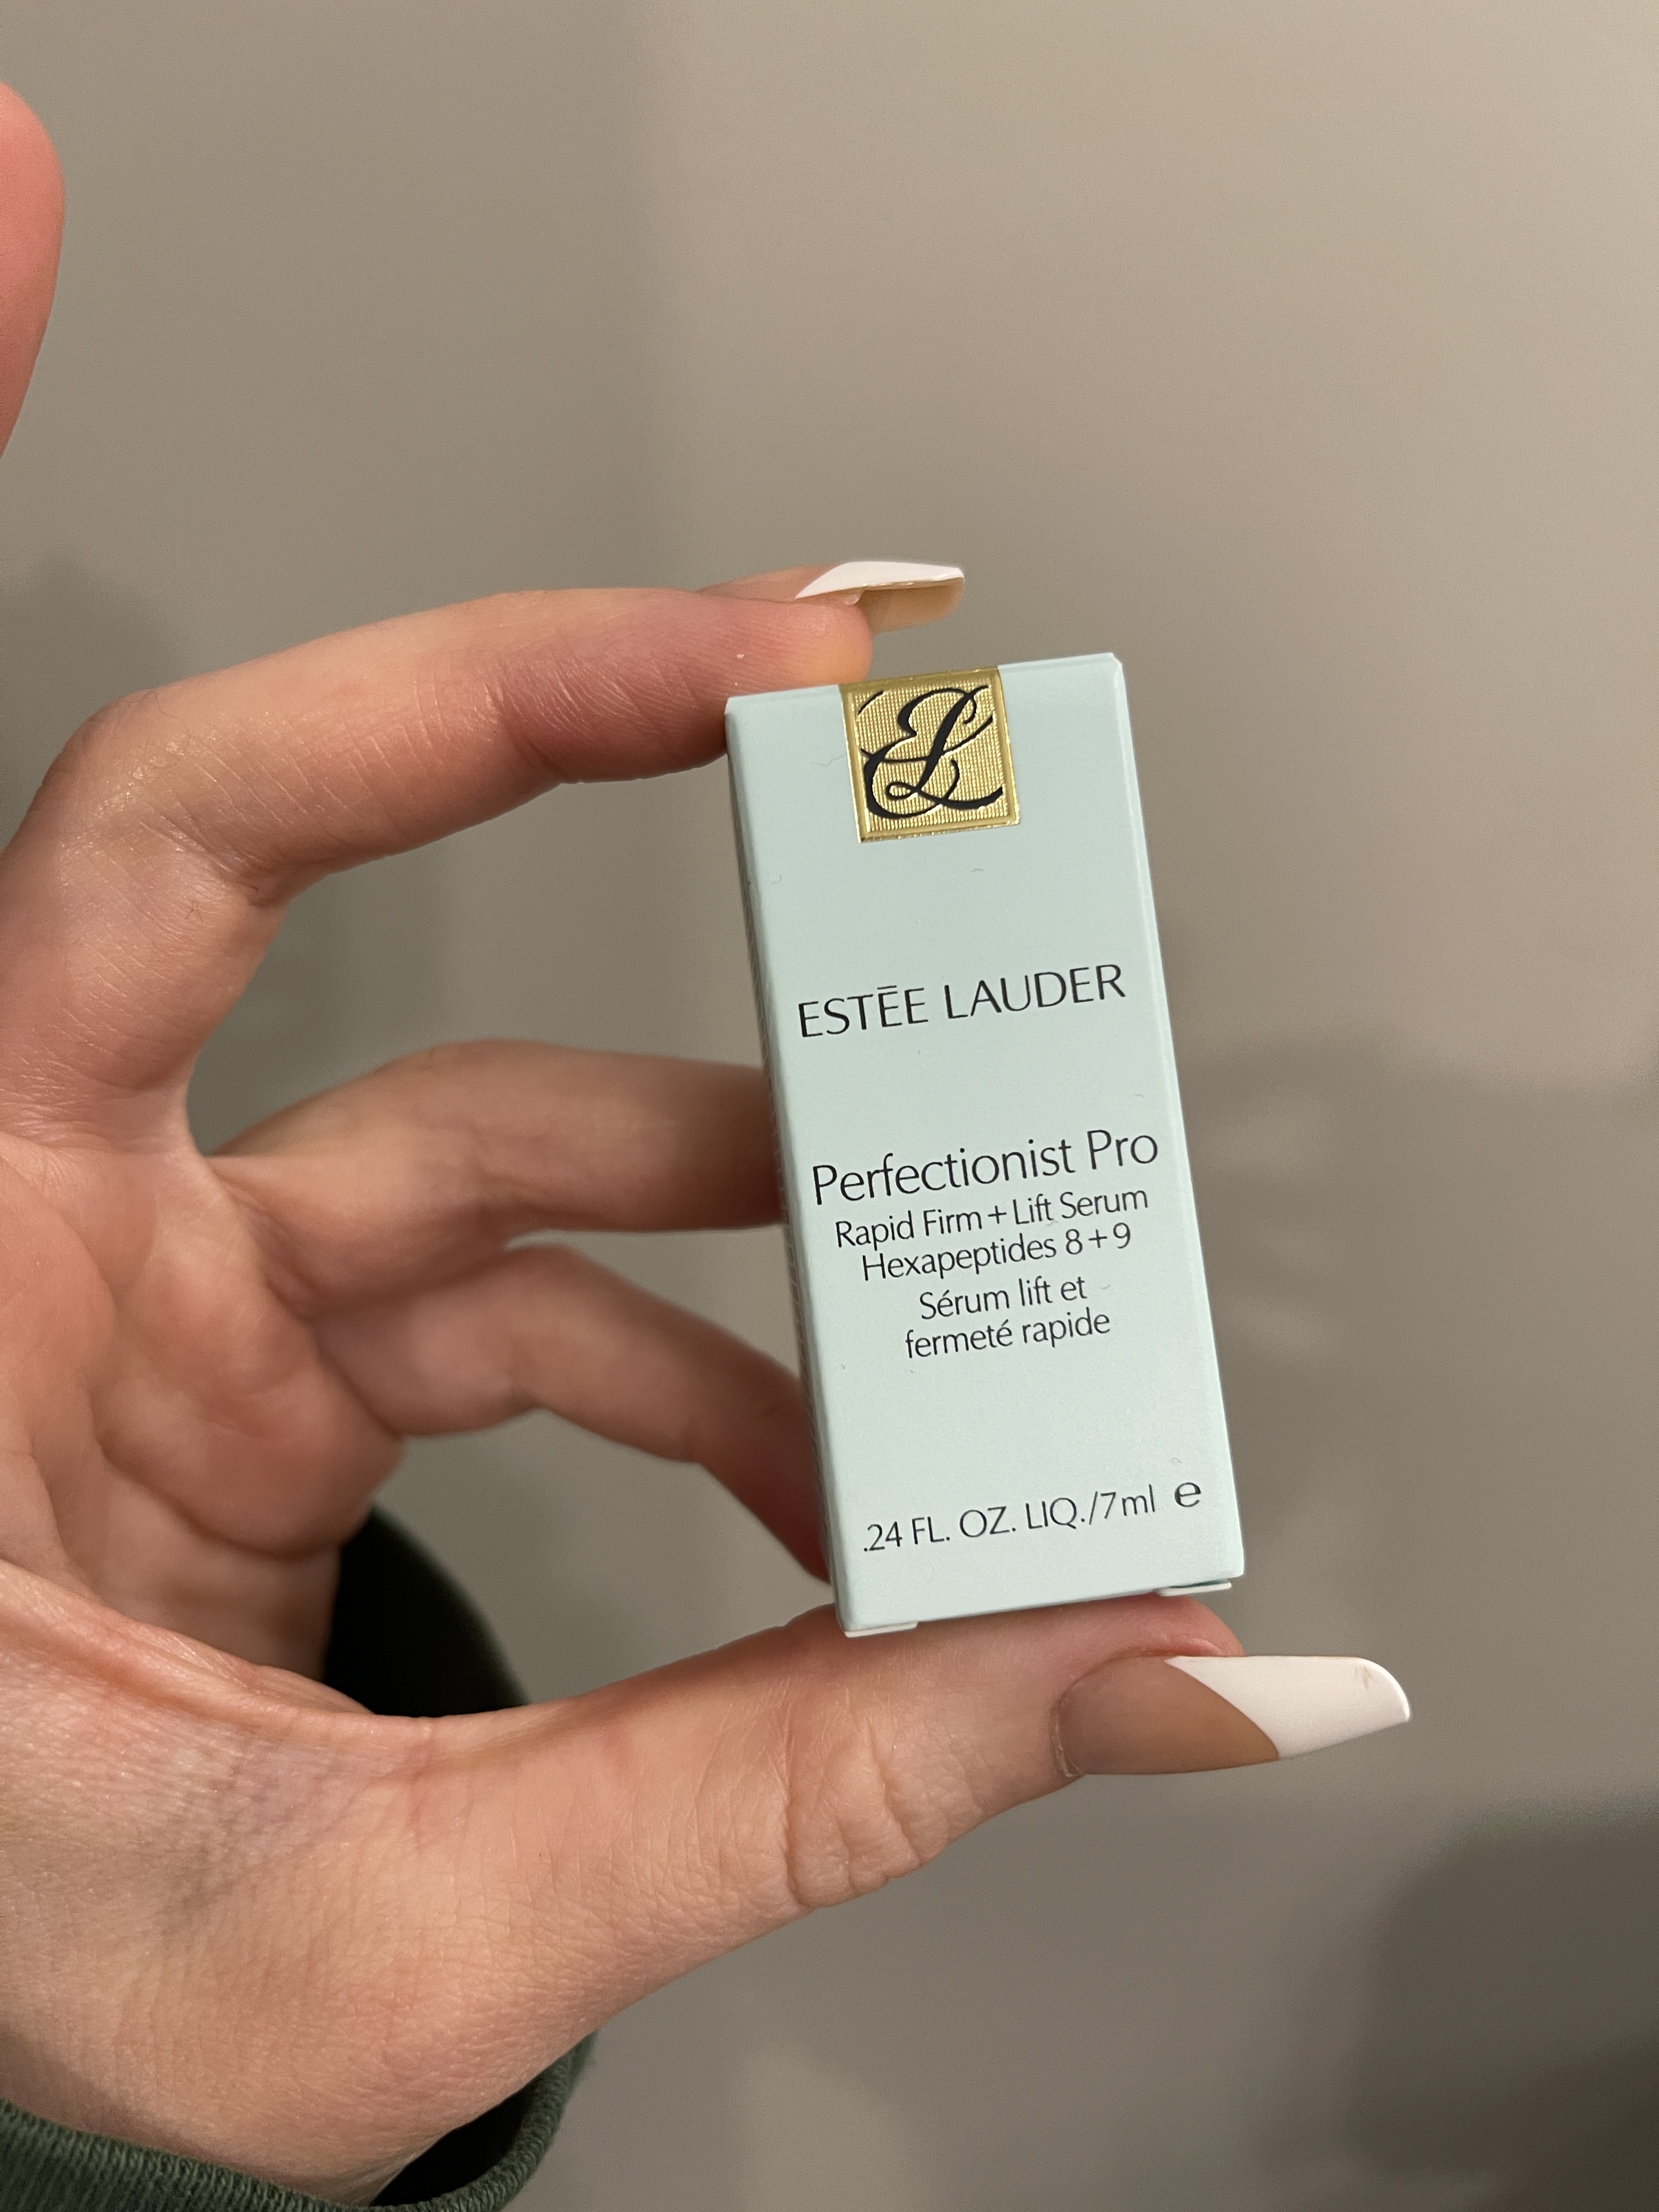 EL
ESTĒE LAUDER
Perfectionist Pro
Rapid Firm + Lift Serum
Hexapeptides 8 + 9
Sérum lift et
fermeté rapide
.24 FL. OZ. LIQ./7ml ℮